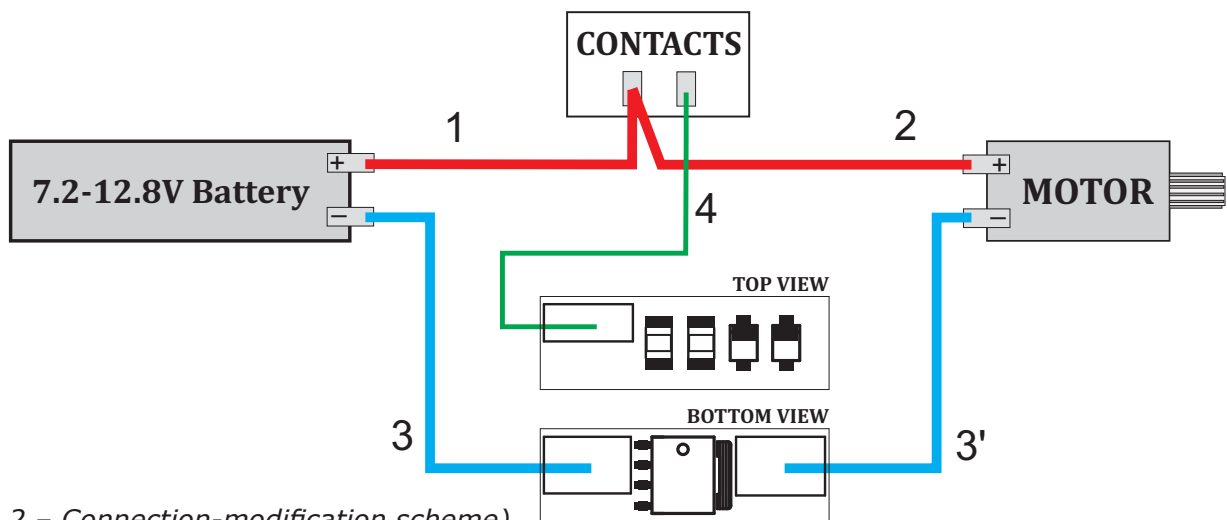 CONTACTS
1
2
+
7.2-12.8V Battery
−
+
MOTOR
−
4
TOP VIEW
BOTTOM VIEW
3
3'
2 – Connection-modification scheme)